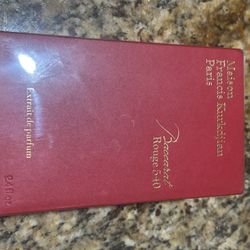 Maison
Francis Kurkdjian
Paris
Baccarat
Rouge 540
Extrait de parfum